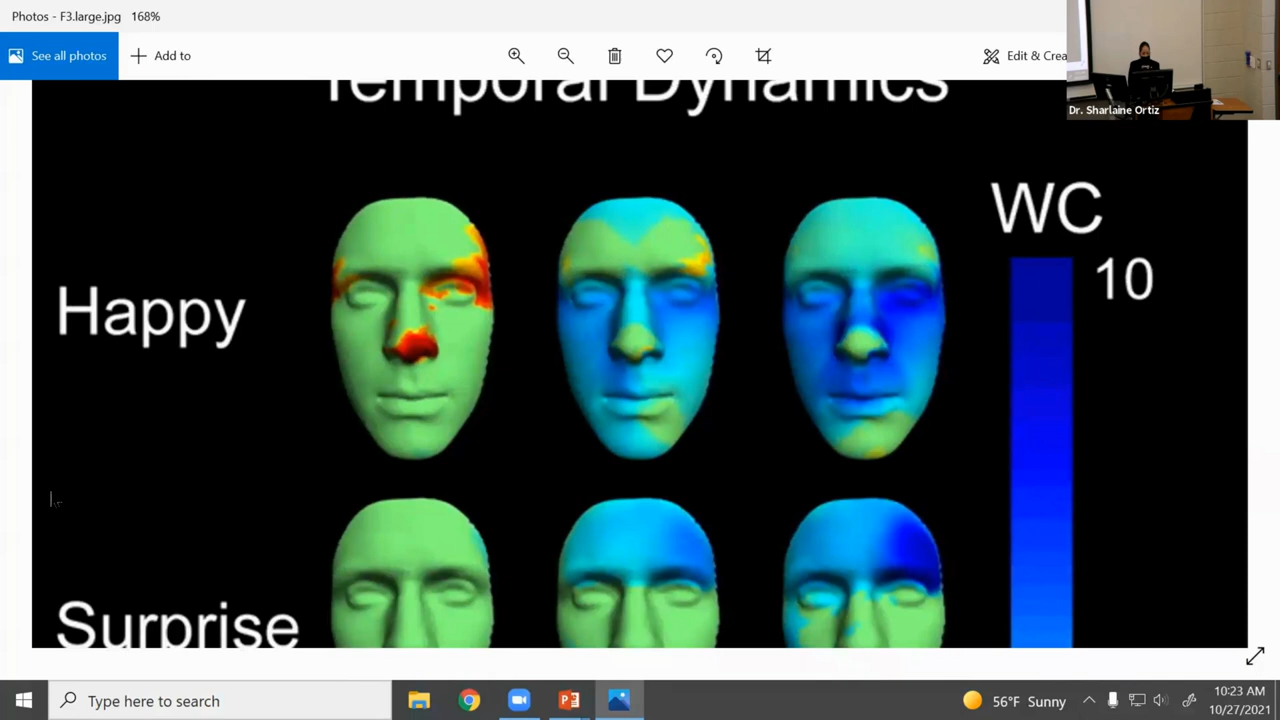 Photos - F3.large.jpg 168%
See all photos
Add to
Edit & Crea
Dr. Sharlaine Ortiz
Temporal Dynamics
WC
10
Happy
Surprise
Type here to search
56°F Sunny
10:23 AM
10/27/2021